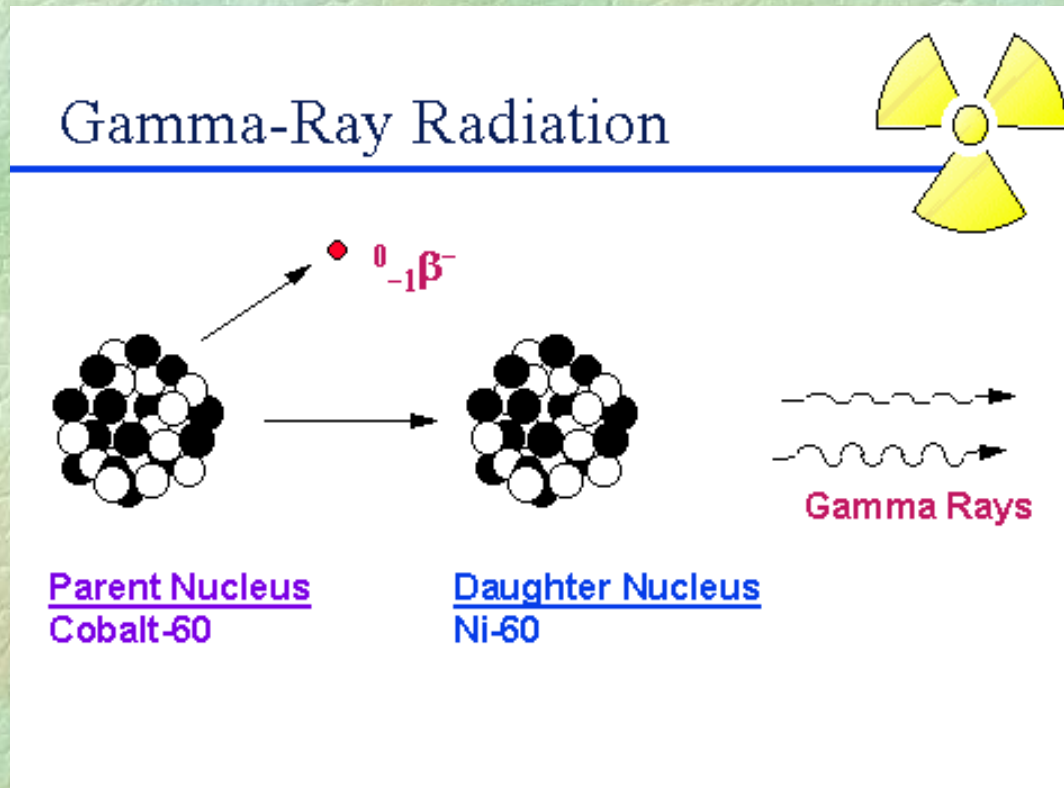 Gamma-Ray Radiation
⁰₋₁β⁻
Gamma Rays
Parent Nucleus
Cobalt-60
Daughter Nucleus
Ni-60